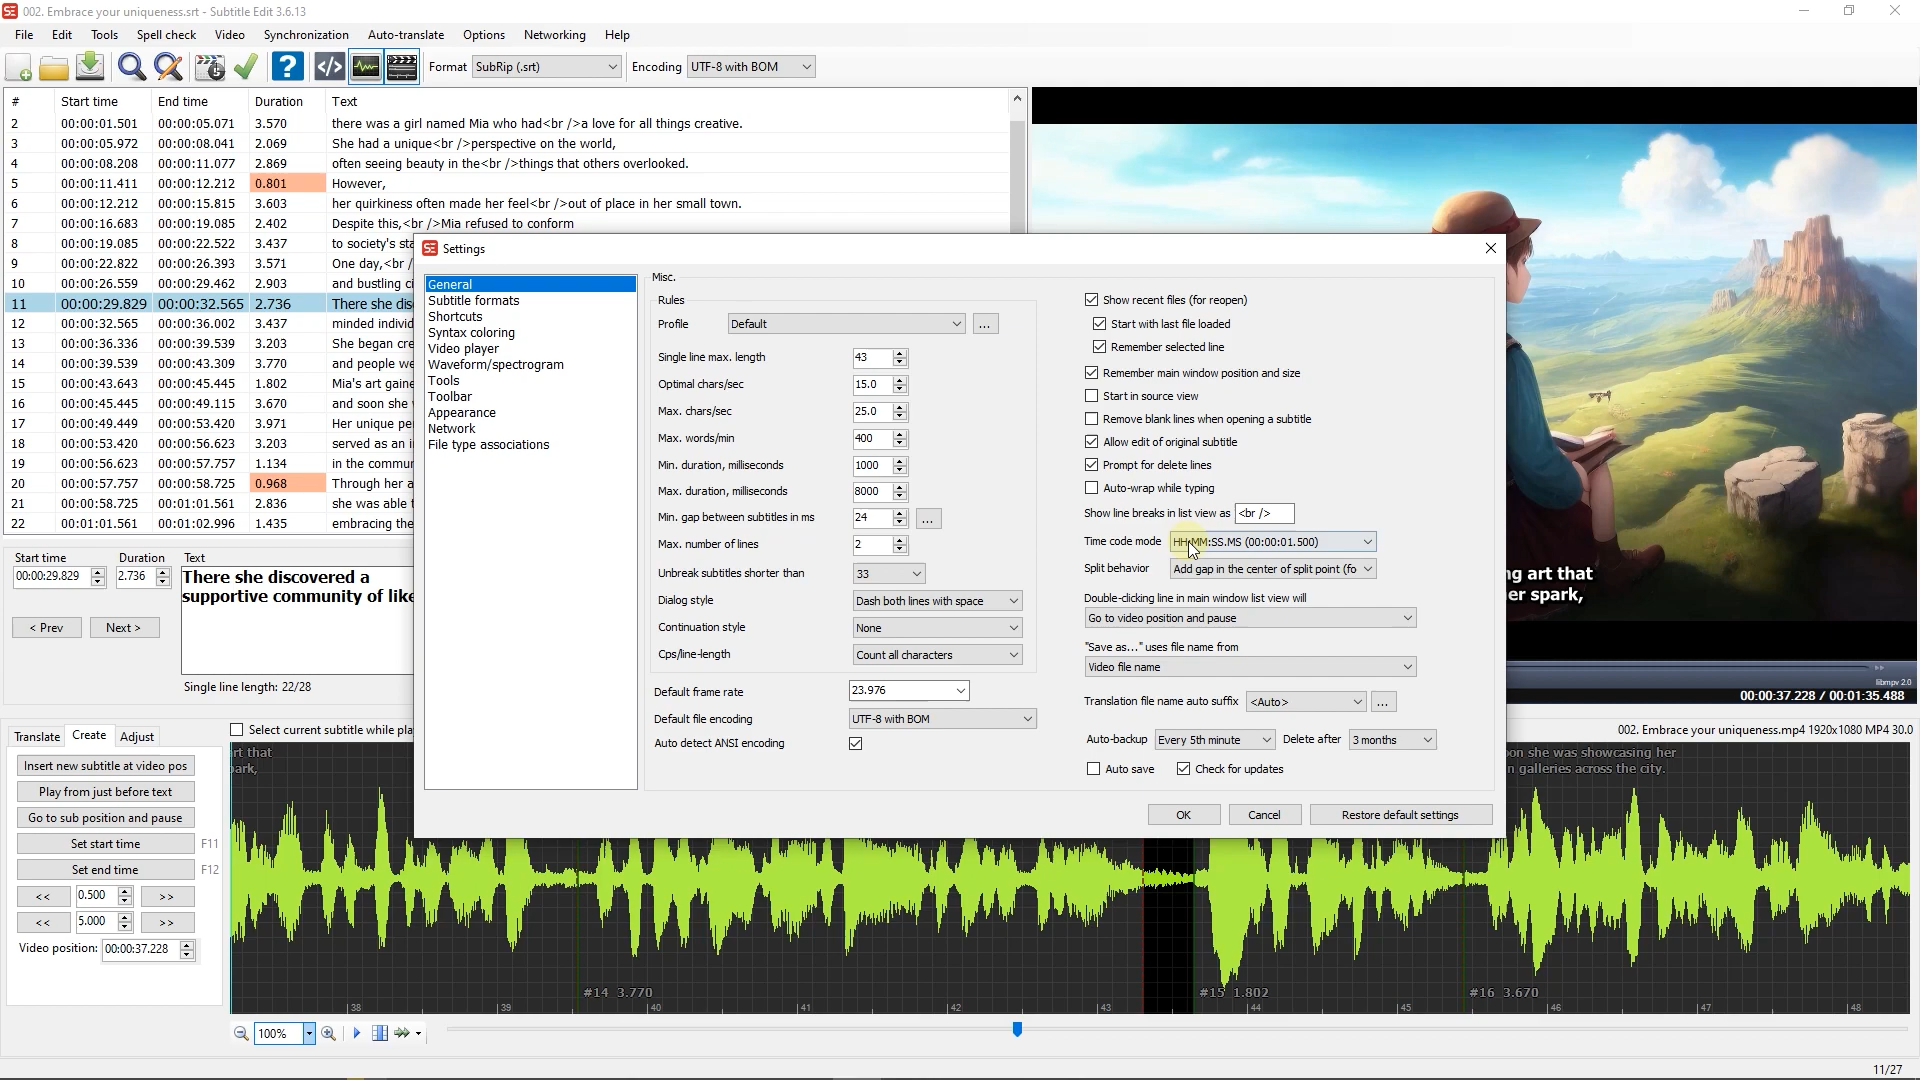 002. Embrace your uniqueness.srt - Subtitle Edit 3.6.13
File Edit Tools Spell check Video Synchronization Auto-translate Options Networking Help
Format SubRip (.srt) Encoding UTF-8 with BOM
# Start time End time Duration Text
2 00:00:01.501 00:00:05.071 3.570 there was a girl named Mia who had<br />a love for all things creative.
3 00:00:05.972 00:00:08.041 2.069 She had a unique<br />perspective on the world,
4 00:00:08.208 00:00:11.077 2.869 often seeing beauty in the<br />things that others overlooked.
5 00:00:11.411 00:00:12.212 0.801 However,
6 00:00:12.212 00:00:15.815 3.603 her quirkiness often made her feel<br />out of place in her small town.
7 00:00:16.683 00:00:19.085 2.402 Despite this,<br />Mia refused to conform
8 00:00:19.085 00:00:22.522 3.437 to society's sta
9 00:00:22.822 00:00:26.393 3.571 One day,<br /
10 00:00:26.559 00:00:29.462 2.903 and bustling ci
11 00:00:29.829 00:00:32.565 2.736 There she dis
12 00:00:32.565 00:00:36.002 3.437 minded individ
13 00:00:36.336 00:00:39.539 3.203 She began cre
14 00:00:39.539 00:00:43.309 3.770 and people we
15 00:00:43.643 00:00:45.445 1.802 Mia's art gaine
16 00:00:45.445 00:00:49.115 3.670 and soon she
17 00:00:49.449 00:00:53.420 3.971 Her unique pe
18 00:00:53.420 00:00:56.623 3.203 served as an i
19 00:00:56.623 00:00:57.757 1.134 in the commun
20 00:00:57.757 00:00:58.725 0.968 Through her a
21 00:00:58.725 00:01:01.561 2.836 she was able t
22 00:01:01.561 00:01:02.996 1.435 embracing the
Start time Duration Text
00:00:29.829 2.736
There she discovered a
supportive community of like
< Prev Next >
Single line length: 22/28
Settings
General
Subtitle formats
Shortcuts
Syntax coloring
Video player
Waveform/spectrogram
Tools
Toolbar
Appearance
Network
File type associations
Misc.
Rules
Profile Default ...
Single line max. length 43
Optimal chars/sec 15.0
Max. chars/sec 25.0
Max. words/min 400
Min. duration, milliseconds 1000
Max. duration, milliseconds 8000
Min. gap between subtitles in ms 24 ...
Max. number of lines 2
Unbreak subtitles shorter than 33
Dialog style Dash both lines with space
Continuation style None
Cps/line-length Count all characters
Default frame rate 23.976
Default file encoding UTF-8 with BOM
Auto detect ANSI encoding
Show recent files (for reopen)
Start with last file loaded
Remember selected line
Remember main window position and size
Start in source view
Remove blank lines when opening a subtitle
Allow edit of original subtitle
Prompt for delete lines
Auto-wrap while typing
Show line breaks in list view as <br />
Time code mode HH:MM:SS.MS (00:00:01.500)
Split behavior Add gap in the center of split point (fo
Double-clicking line in main window list view will
Go to video position and pause
"Save as..." uses file name from
Video file name
Translation file name auto suffix <Auto> ...
Auto-backup Every 5th minute Delete after 3 months
Auto save Check for updates
OK Cancel Restore default settings
ng art that
er spark,
libmpv 2.0
00:00:37.228 / 00:01:35.488
Translate Create Adjust
Select current subtitle while pla
002. Embrace your uniqueness.mp4 1920x1080 MP4 30.0
Insert new subtitle at video pos
Play from just before text
Go to sub position and pause
Set start time F11
Set end time F12
<< 0.500 >>
<< 5.000 >>
Video position: 00:00:37.228
rt that
ark,
on she was showcasing her
n galleries across the city.
#14 3.770 #15 1.802 #16 3.670
38 39 40 41 42 43 44 45 46 47 48
100%
11/27